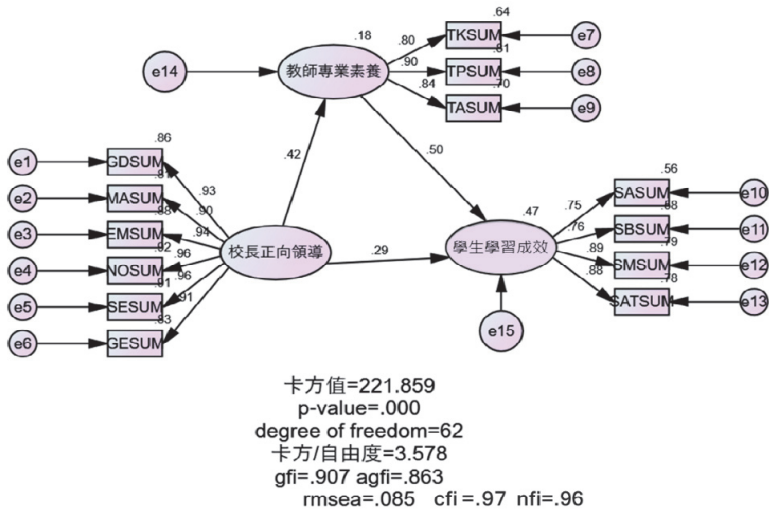 .64
.18
TKSUM
e7
.80
.81
e14
教師專業素養
.90
TPSUM
e8
.84
.70
TASUM
e9
.86
.42
.50
e1
GDSUM
.93
.56
e2
MASUM
.90
.75
SASUM
e10
.88
.47
.76
e3
EMSUM
.94
SBSUM
e11
校長正向領導
.29
學生學習成效
.79
.96
.89
e4
NOSUM
SMSUM
e12
.96
.78
.91
.91
.88
e5
SESUM
SATSUM
e13
.83
e6
GESUM
e15
卡方值=221.859
p-value=.000
degree of freedom=62
卡方/自由度=3.578
gfi=.907 agfi=.863
rmsea=.085 cfi=.97 nfi=.96